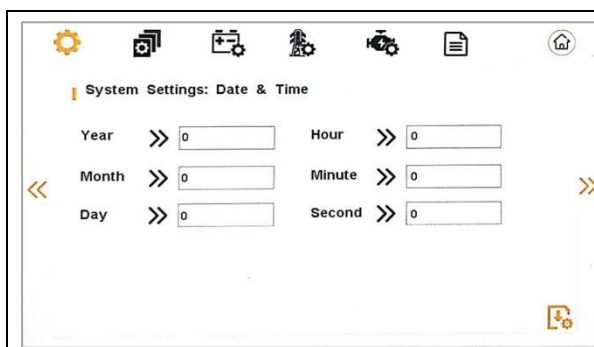 System Settings: Date & Time
Year 0 Hour 0
Month 0 Minute 0
Day 0 Second 0